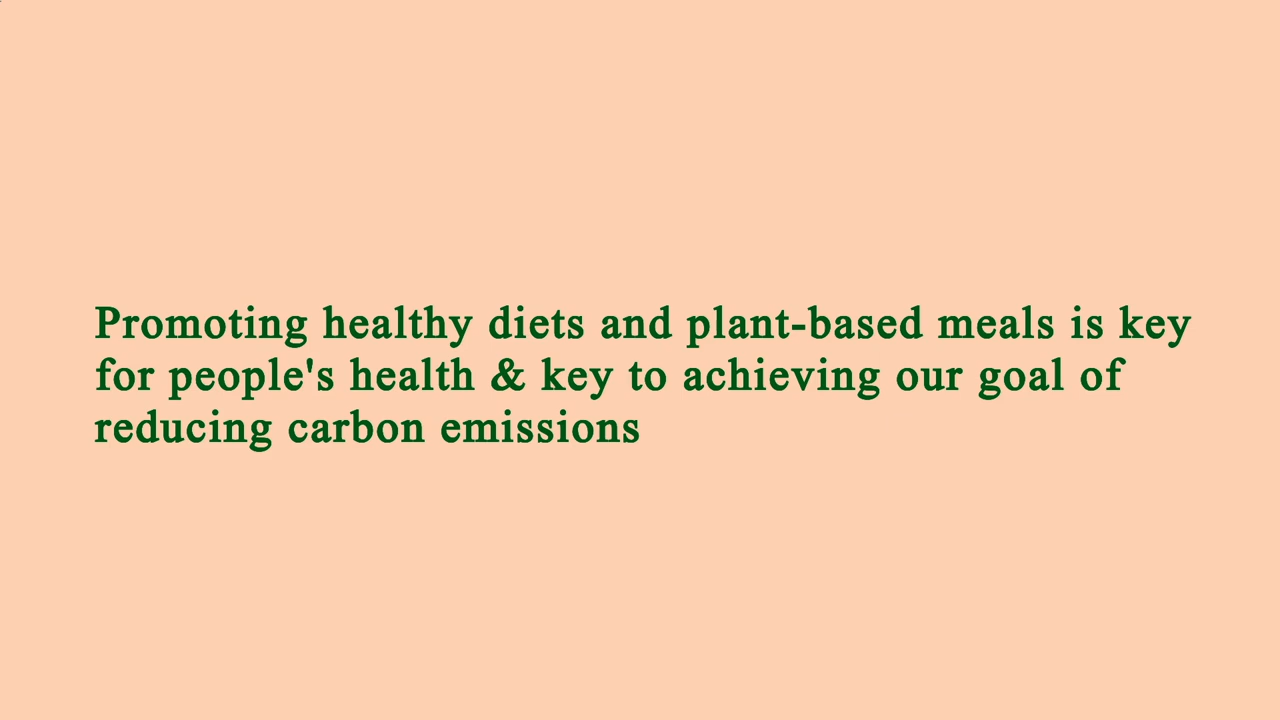 Promoting healthy diets and plant-based meals is key
for people's health & key to achieving our goal of
reducing carbon emissions